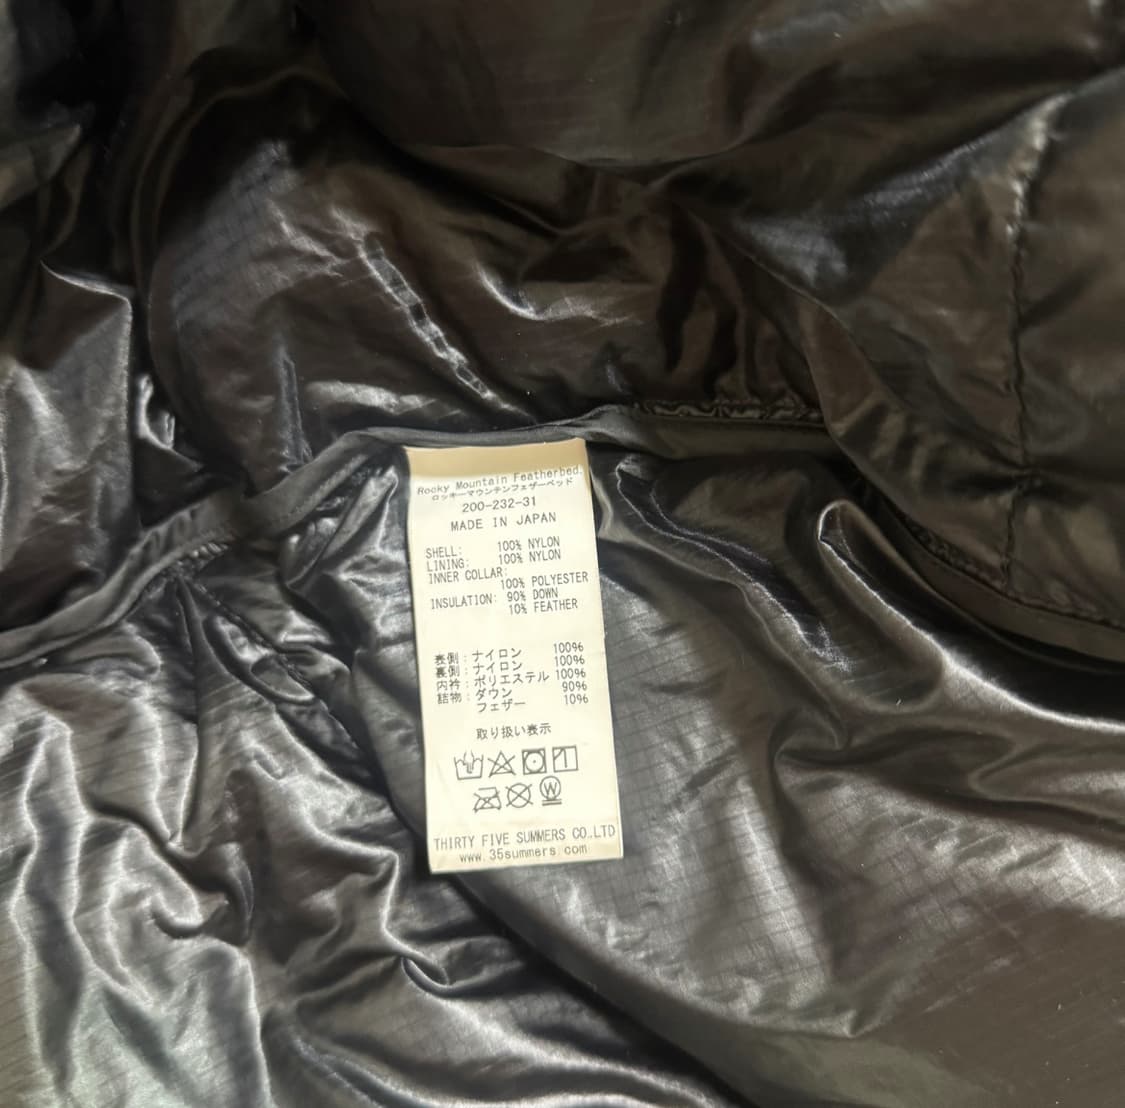 Rocky Mountain Featherbed.
ロッキーマウンテンフェザーベッド
200-232-31
MADE IN JAPAN
SHELL: 100% NYLON
LINING: 100% NYLON
INNER COLLAR:
100% POLYESTER
INSULATION: 90% DOWN
10% FEATHER
表側:ナイロン 100%
裏側:ナイロン 100%
内衿:ポリエステル 100%
詰物:ダウン 90%
フェザー 10%
取り扱い表示
W
THIRTY FIVE SUMMERS CO.,LTD
www.35summers.com